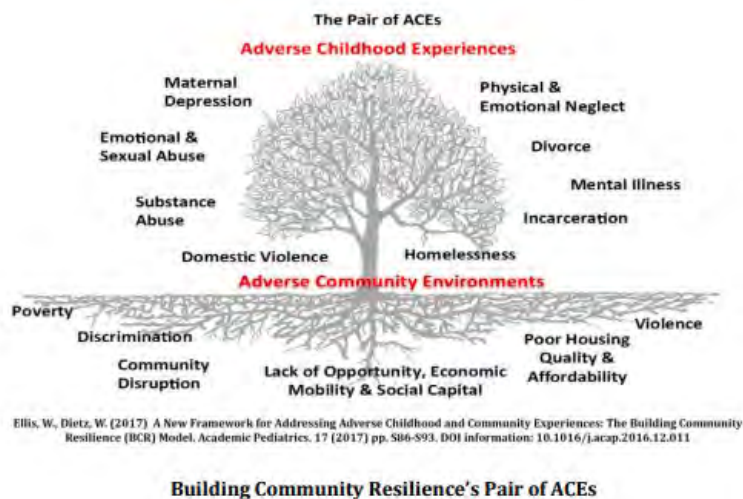 The Pair of ACEs
Adverse Childhood Experiences
Maternal
Depression
Physical &
Emotional Neglect
Emotional &
Sexual Abuse
Divorce
Mental Illness
Substance
Abuse
Incarceration
Domestic Violence
Homelessness
Adverse Community Environments
Poverty
Violence
Discrimination
Poor Housing
Quality &
Affordability
Community
Disruption
Lack of Opportunity, Economic
Mobility & Social Capital
Ellis, W., Dietz, W. (2017) A New Framework for Addressing Adverse Childhood and Community Experiences: The Building Community
Resilience (BCR) Model. Academic Pediatrics. 17 (2017) pp. S86-S93. DOI information: 10.1016/j.acap.2016.12.011
Building Community Resilience's Pair of ACEs